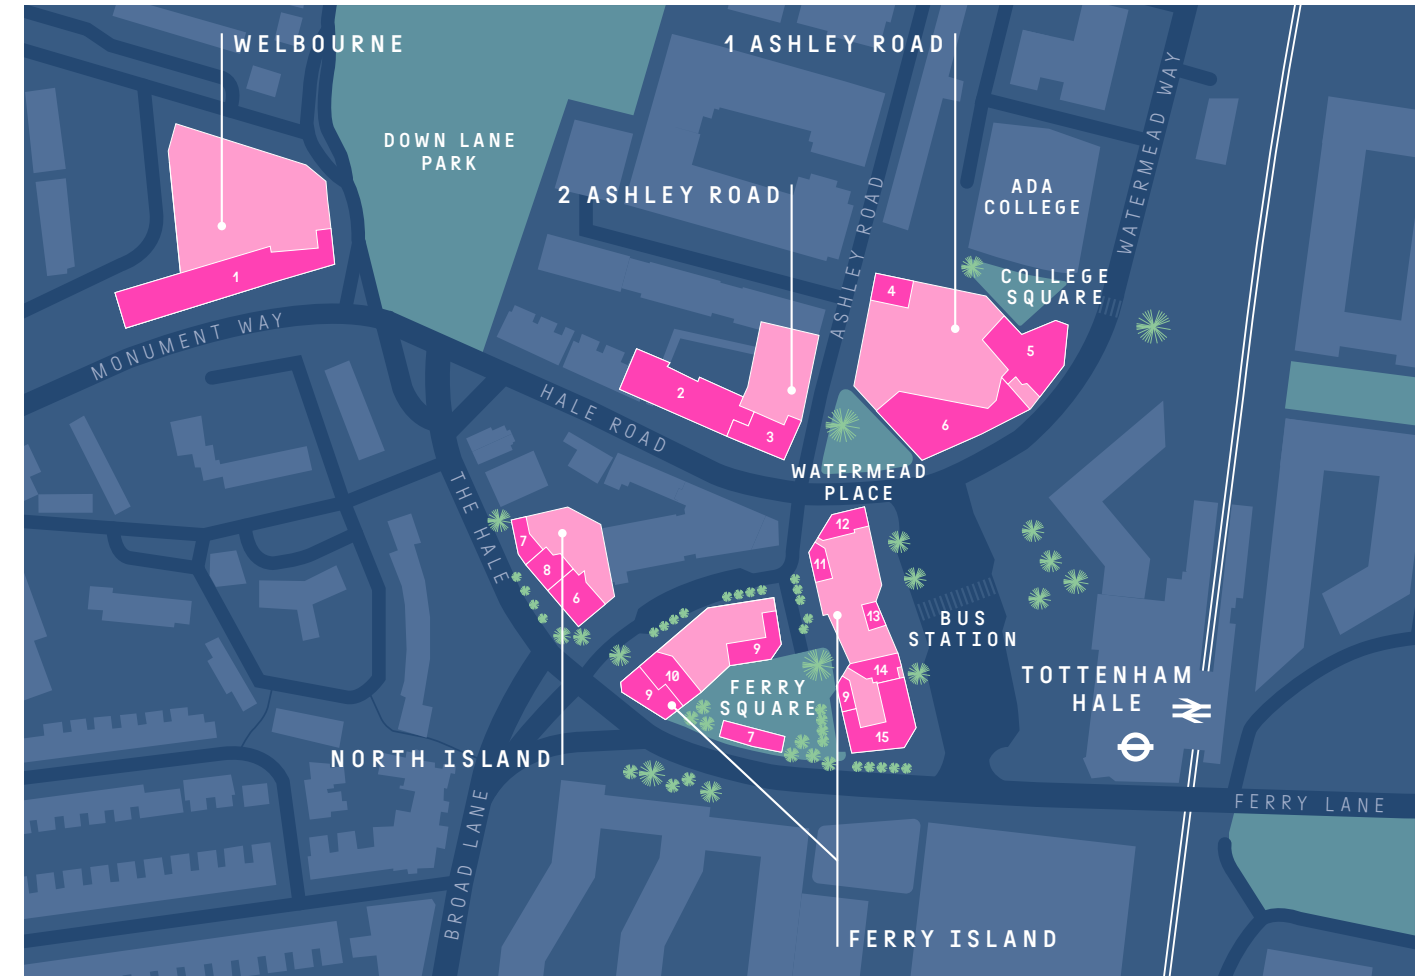 WELBOURNE
1 ASHLEY ROAD
DOWN LANE
PARK
2 ASHLEY ROAD
ADA
COLLEGE
WATERMEAD WAY
ASHLEY ROAD
COLLEGE
SQUARE
1
4
MONUMENT WAY
5
2
HALE ROAD
3
6
WATERMEAD
PLACE
THE HALE
12
7
8
11
6
13
BUS
STATION
9
10
9
14
TOTTENHAM
HALE
FERRY
SQUARE
9
7
15
NORTH ISLAND
FERRY LANE
BROAD LANE
FERRY ISLAND